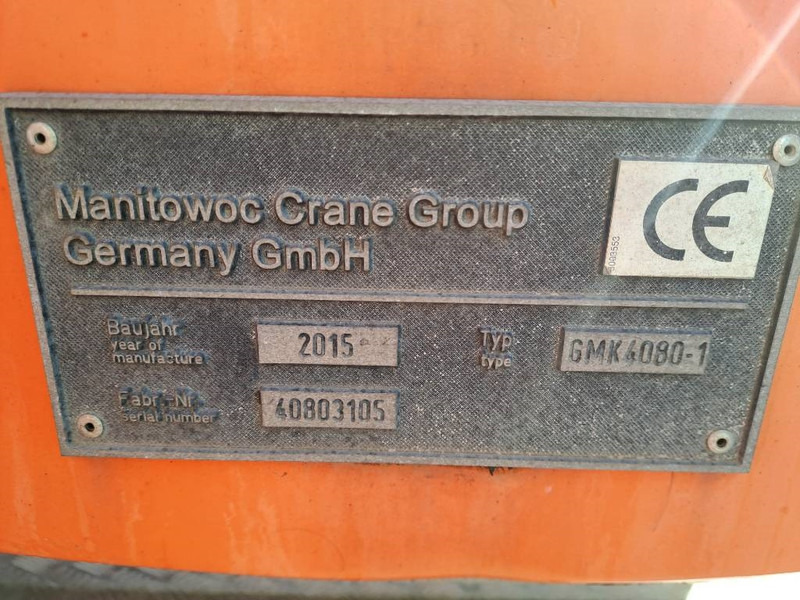 Manitowoc Crane Group
Germany GmbH
CE
Baujahr
year of
manufacture
2015
Typ
type
GMK4080-1
Fabr.-Nr.
serial number
40803105